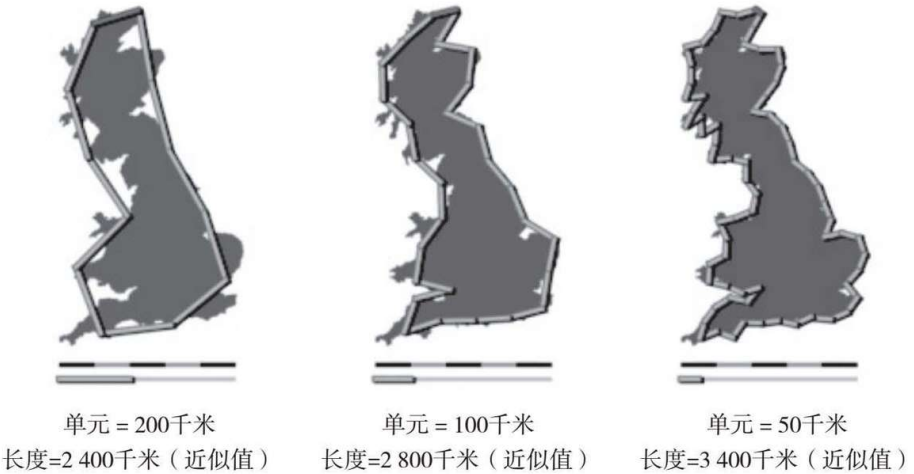 单元 = 200千米
长度=2 400千米（近似值）
单元 = 100千米
长度=2 800千米（近似值）
单元 = 50千米
长度=3 400千米（近似值）